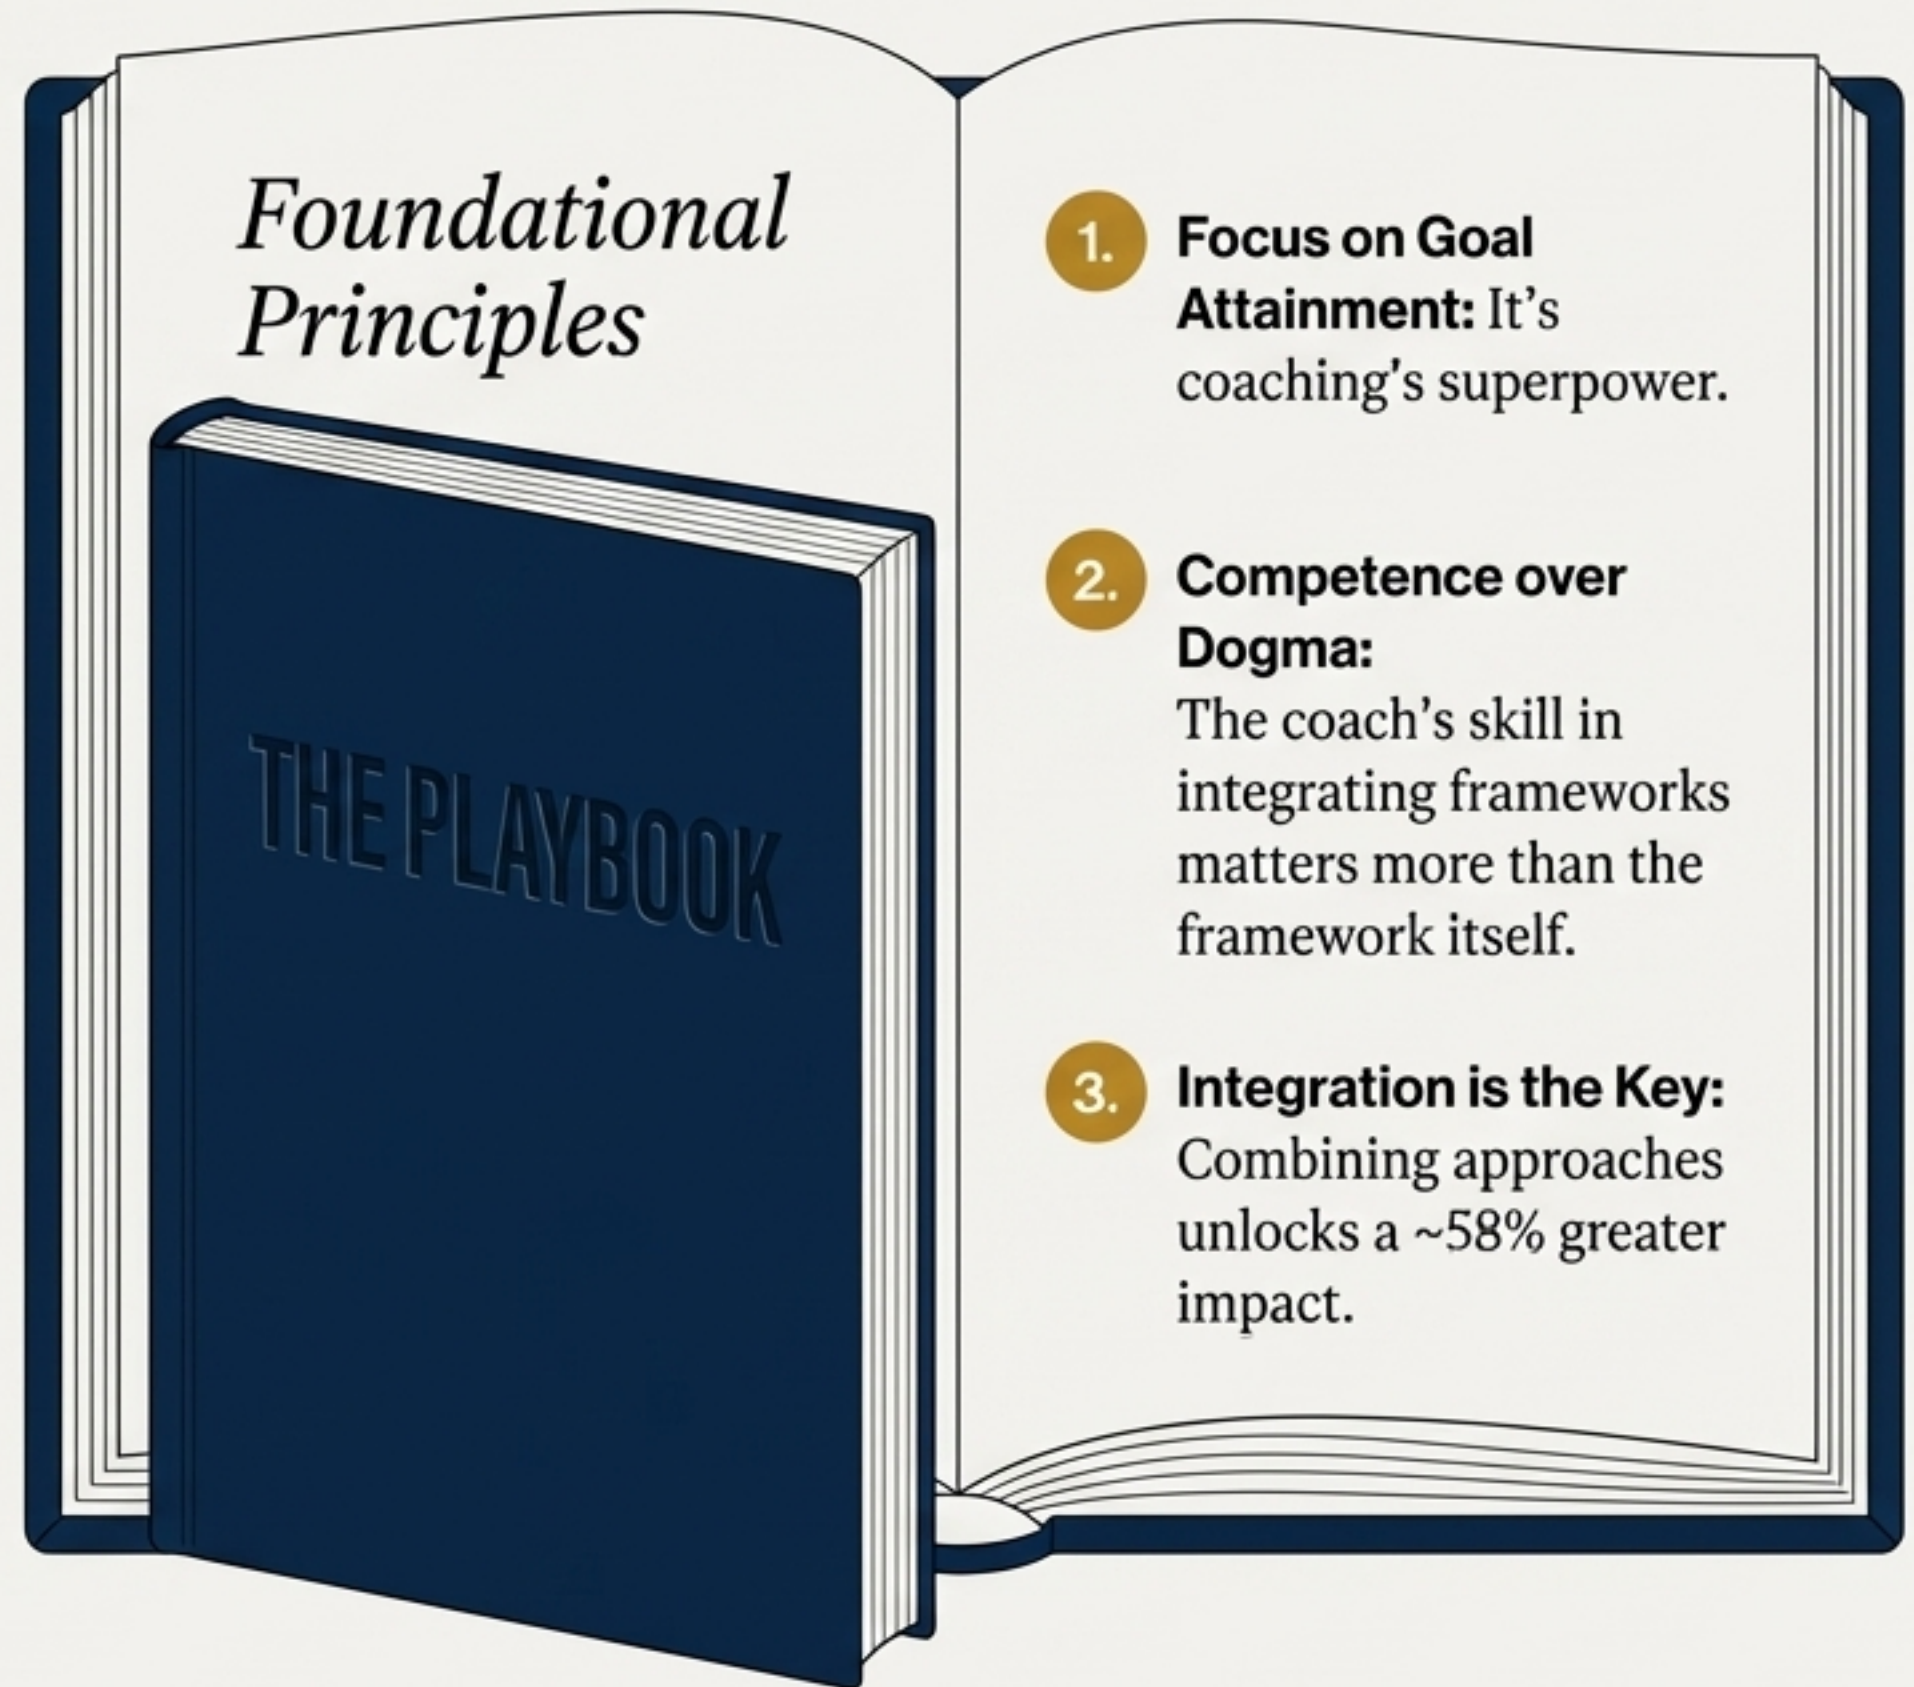 Foundational
Principles
THE PLAYBOOK
1. Focus on Goal
Attainment: It’s
coaching’s superpower.
2. Competence over
Dogma:
The coach’s skill in
integrating frameworks
matters more than the
framework itself.
3. Integration is the Key:
Combining approaches
unlocks a ~58% greater
impact.